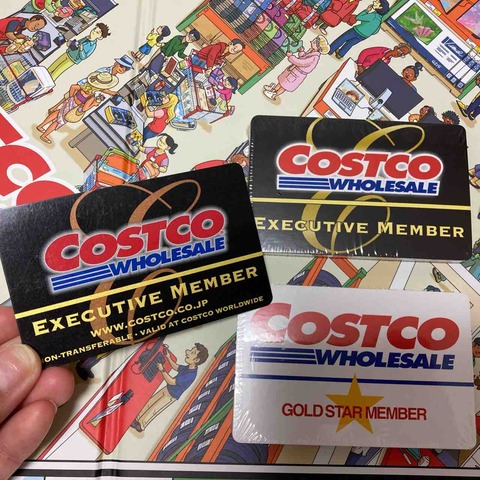 COSTCO
WHOLESALE
EXECUTIVE MEMBER
WWW.COSTCO.CO.JP
ON-TRANSFERABLE • VALID AT COSTCO WORLDWIDE
COSTCO
WHOLESALE
EXECUTIVE MEMBER
COSTCO
WHOLESALE
GOLD STAR MEMBER